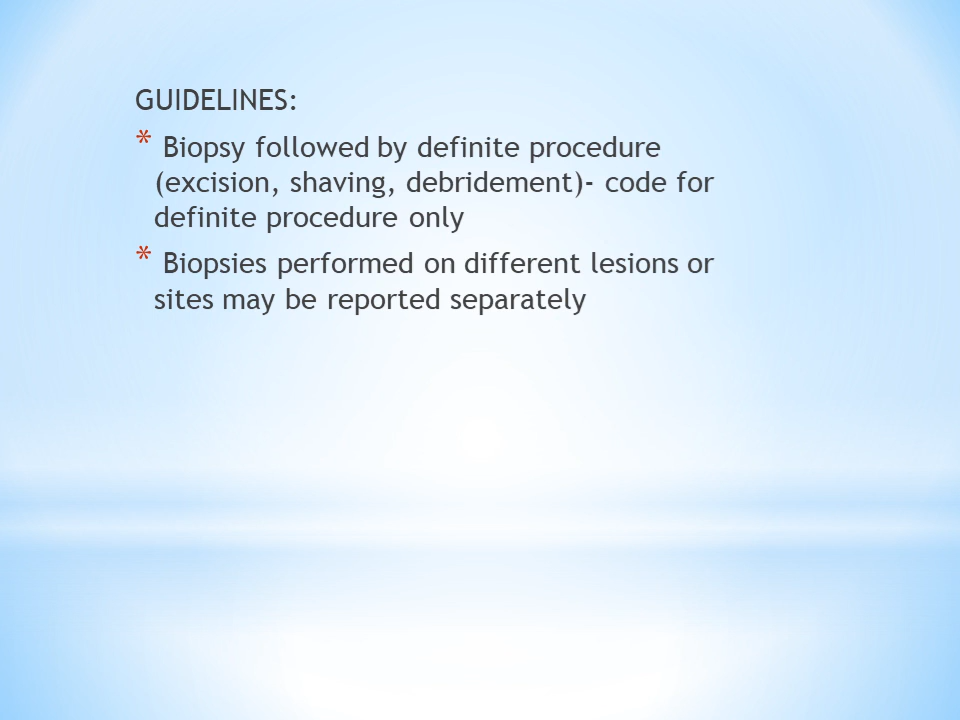 GUIDELINES:
* Biopsy followed by definite procedure
(excision, shaving, debridement)- code for
definite procedure only
* Biopsies performed on different lesions or
sites may be reported separately